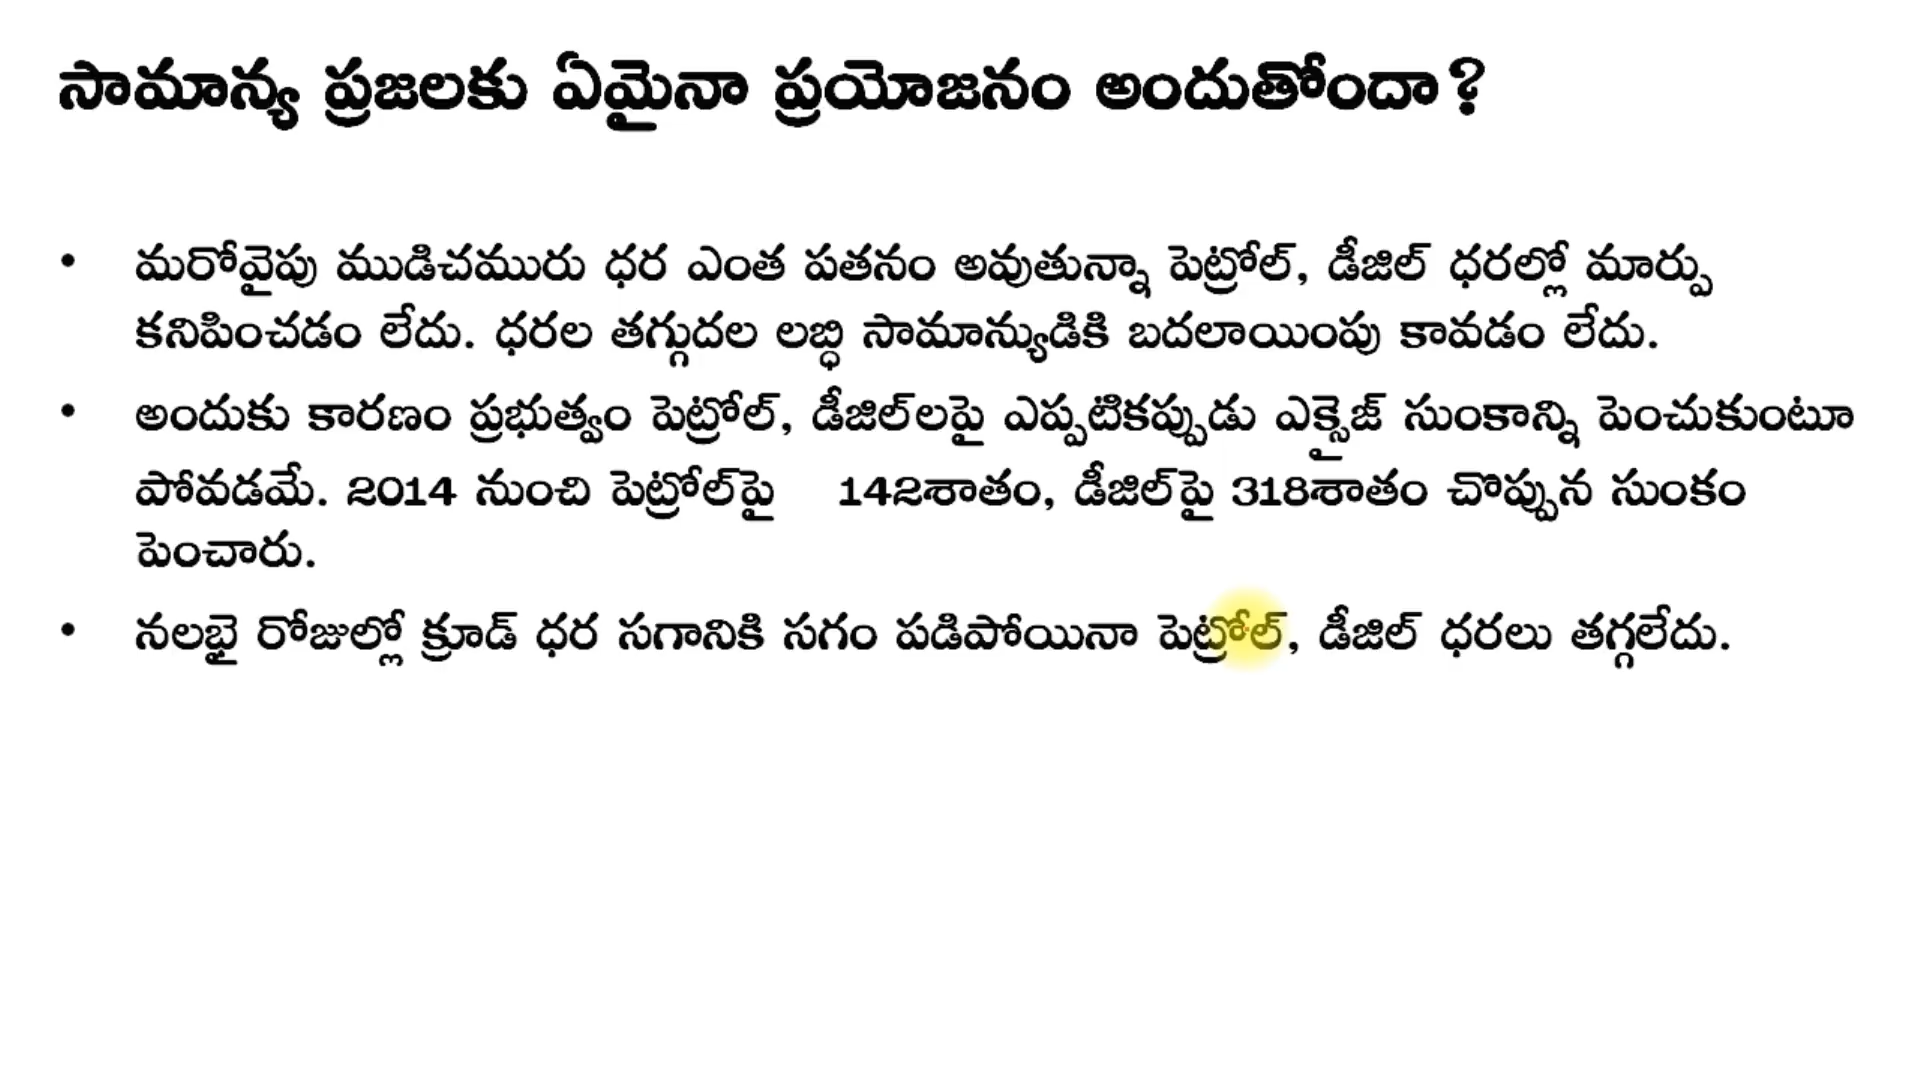 సామాన్య ప్రజలకు ఏమైనా ప్రయోజనం అందుతోందా?
• మరోవైపు ముడిచమురు ధర ఎంత పతనం అవుతున్నా పెట్రోల్, డీజిల్ ధరల్లో మార్పు
కనిపించడం లేదు. ధరల తగ్గుదల లబ్ధి సామాన్యుడికి బదలాయింపు కావడం లేదు.
• అందుకు కారణం ప్రభుత్వం పెట్రోల్, డీజిల్‌లపై ఎప్పటికప్పుడు ఎక్సైజ్ సుంకాన్ని పెంచుకుంటూ
పోవడమే. 2014 నుంచి పెట్రోల్‌పై 142శాతం, డీజిల్‌పై 318శాతం చొప్పున సుంకం
పెంచారు.
• నలభై రోజుల్లో క్రూడ్ ధర సగానికి సగం పడిపోయినా పెట్రోల్, డీజిల్ ధరలు తగ్గలేదు.